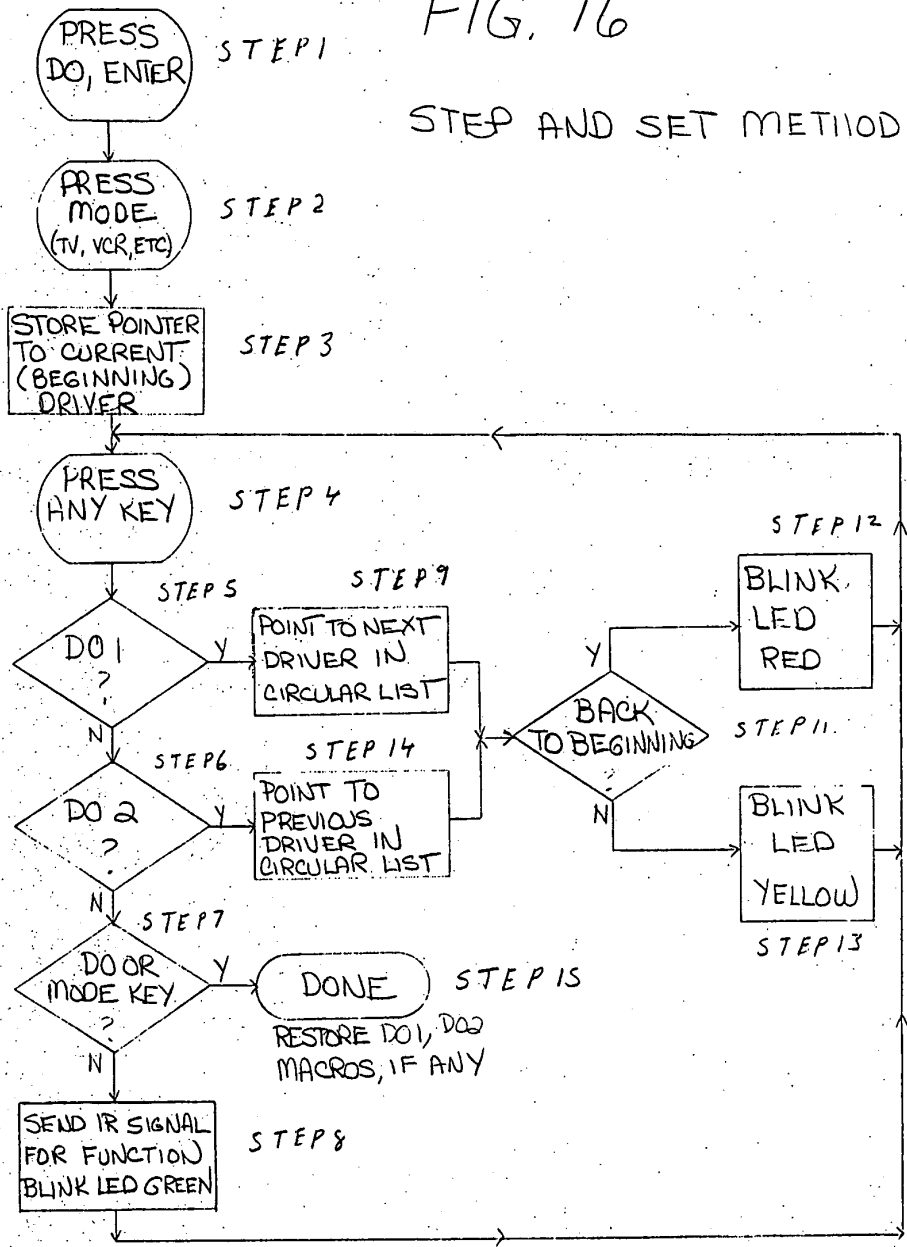 FIG. 16
STEP AND SET METHOD
PRESS
DO, ENTER
STEP 1
PRESS
MODE
(TV, VCR, ETC)
STEP 2
STORE POINTER
TO CURRENT
(BEGINNING)
DRIVER
STEP 3
PRESS
ANY KEY
STEP 4
DO 1
?
STEP 5
Y
N
POINT TO NEXT
DRIVER IN
CIRCULAR LIST
STEP 9
DO 2
?
STEP 6
Y
N
POINT TO
PREVIOUS
DRIVER IN
CIRCULAR LIST
STEP 14
BACK
TO BEGINNING
STEP 11
Y
N
BLINK
LED
RED
STEP 12
BLINK
LED
YELLOW
STEP 13
DO OR
MODE KEY
?
STEP 7
Y
N
DONE
STEP 15
RESTORE DO1, DO2
MACROS, IF ANY
SEND IR SIGNAL
FOR FUNCTION
BLINK LED GREEN
STEP 8